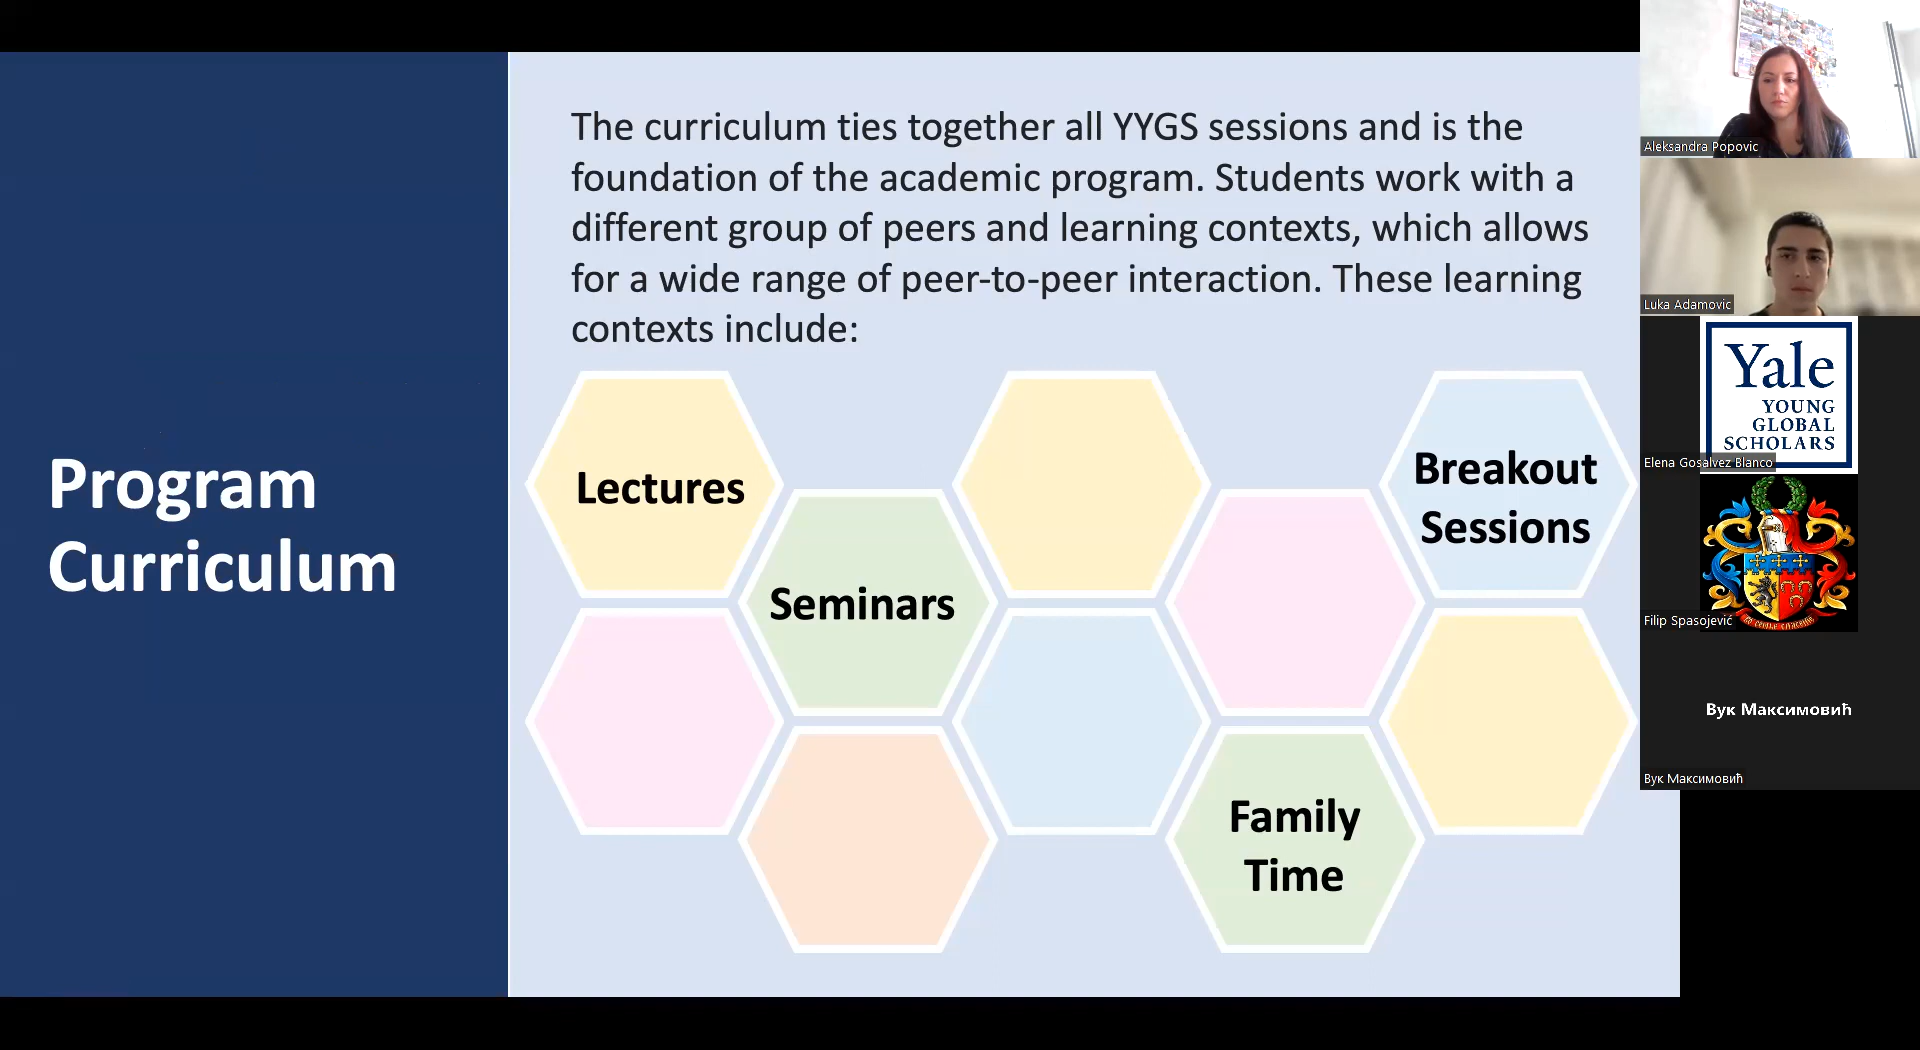 Program
Curriculum
The curriculum ties together all YYGS sessions and is the
foundation of the academic program. Students work with a
different group of peers and learning contexts, which allows
for a wide range of peer-to-peer interaction. These learning
contexts include:
Lectures
Seminars
Breakout
Sessions
Family
Time
Aleksandra Popovic
Luka Adamovic
Yale
YOUNG
GLOBAL
SCHOLARS
Elena Gosalvez Blanco
Filip Spasojević
Вук Максимовић
Вук Максимовић